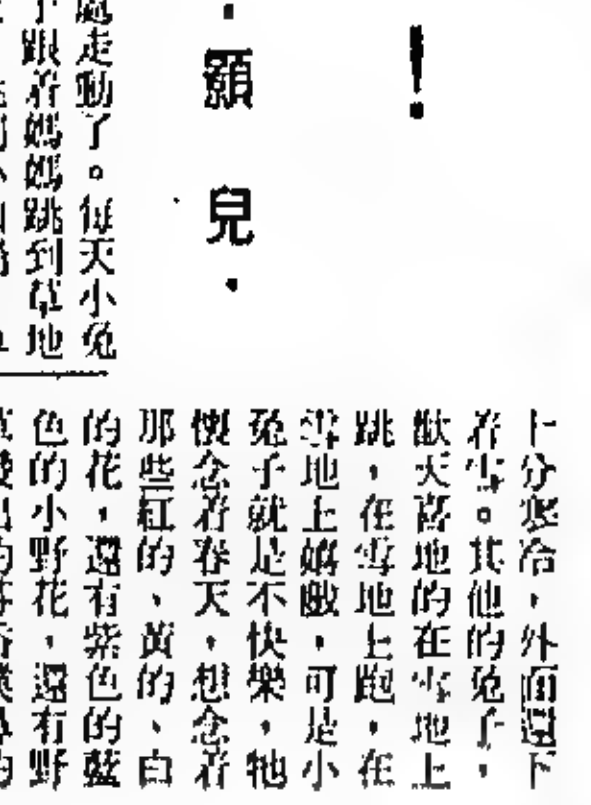 ！
・顏兒・
處走動了。每天小兔
子跟着媽媽跳到草地
十分寒冷，外面還下
着雪。其他的兔子，
歡天喜地的在雪地上
跳，在雪地上跑，在
雪地上嬉戲，可是小
兔子就是不快樂，牠
懷念着春天，想念着
那些紅的、黃的、白
的花，還有紫色的藍
色的小野花，還有野